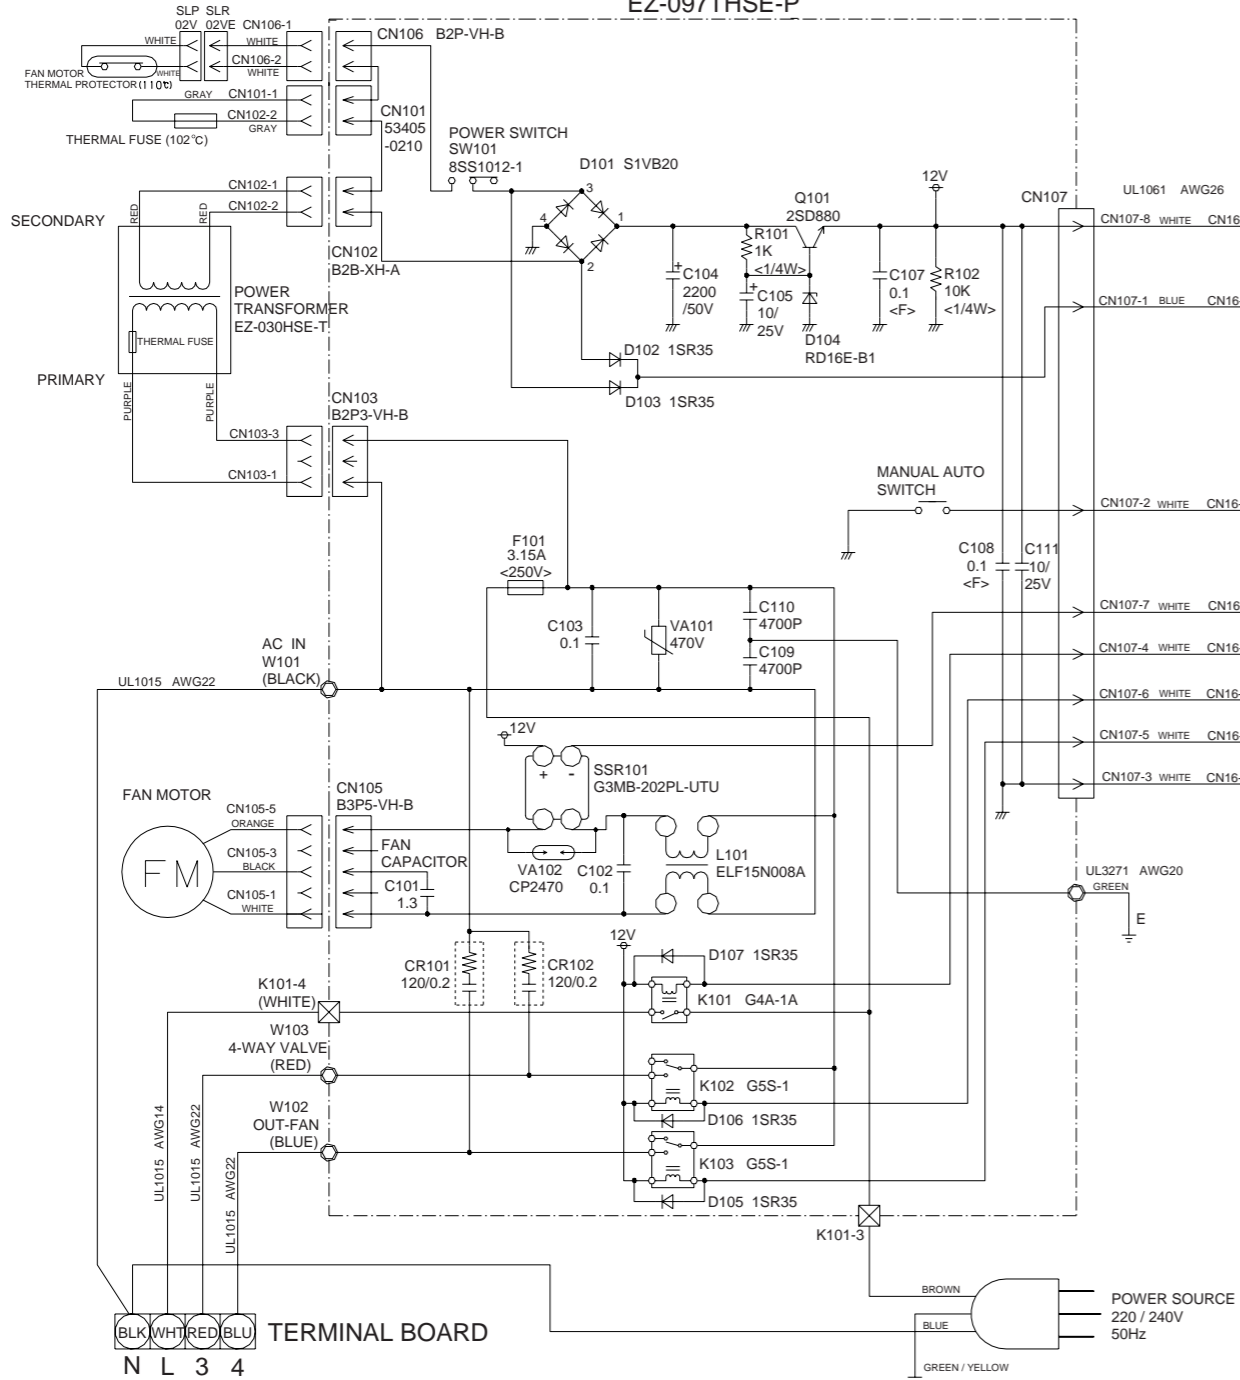 EZ-097THSE-P
SLP
02V
SLR
02VE
CN106-1
WHITE
WHITE
CN106-2
WHITE
WHITE
FAN MOTOR
THERMAL PROTECTOR(110℃)
GRAY
CN101-1
CN102-2
GRAY
THERMAL FUSE (102°C)
CN106 B2P-VH-B
CN101
53405
-0210
POWER SWITCH
SW101
8SS1012-1
D101 S1VB20
3
4
1
2
12V
Q101
2SD880
CN107
UL1061 AWG26
CN107-8 WHITE CN16
CN102-1
CN102-2
RED
RED
SECONDARY
CN102
B2B-XH-A
R101
1K
<1/4W>
C104
2200
/50V
C105
10/
25V
C107
0.1
<F>
R102
10K
<1/4W>
D104
RD16E-B1
CN107-1 BLUE CN16-
POWER
TRANSFORMER
EZ-030HSE-T
THERMAL FUSE
PRIMARY
PURPLE
PURPLE
D102 1SR35
D103 1SR35
CN103
B2P3-VH-B
CN103-3
CN103-1
MANUAL AUTO
SWITCH
CN107-2 WHITE CN16-
F101
3.15A
<250V>
C108
0.1
<F>
C111
10/
25V
C103
0.1
VA101
470V
C110
4700P
C109
4700P
CN107-7 WHITE CN16
CN107-4 WHITE CN16-
CN107-6 WHITE CN16-
CN107-5 WHITE CN16-
CN107-3 WHITE CN16-
AC IN
W101
(BLACK)
UL1015 AWG22
12V
+ -
SSR101
G3MB-202PL-UTU
FAN MOTOR
FM
CN105-5
ORANGE
CN105-3
BLACK
CN105-1
WHITE
CN105
B3P5-VH-B
FAN
CAPACITOR
C101
1.3
VA102
CP2470
C102
0.1
L101
ELF15N008A
UL3271 AWG20
GREEN
E
12V
CR101
120/0.2
CR102
120/0.2
D107 1SR35
K101 G4A-1A
K101-4
(WHITE)
W103
4-WAY VALVE
(RED)
K102 G5S-1
D106 1SR35
W102
OUT-FAN
(BLUE)
K103 G5S-1
D105 1SR35
UL1015 AWG14
UL1015 AWG22
UL1015 AWG22
K101-3
BROWN
BLUE
GREEN / YELLOW
POWER SOURCE
220 / 240V
50Hz
BLK WHT RED BLU
TERMINAL BOARD
N L 3 4